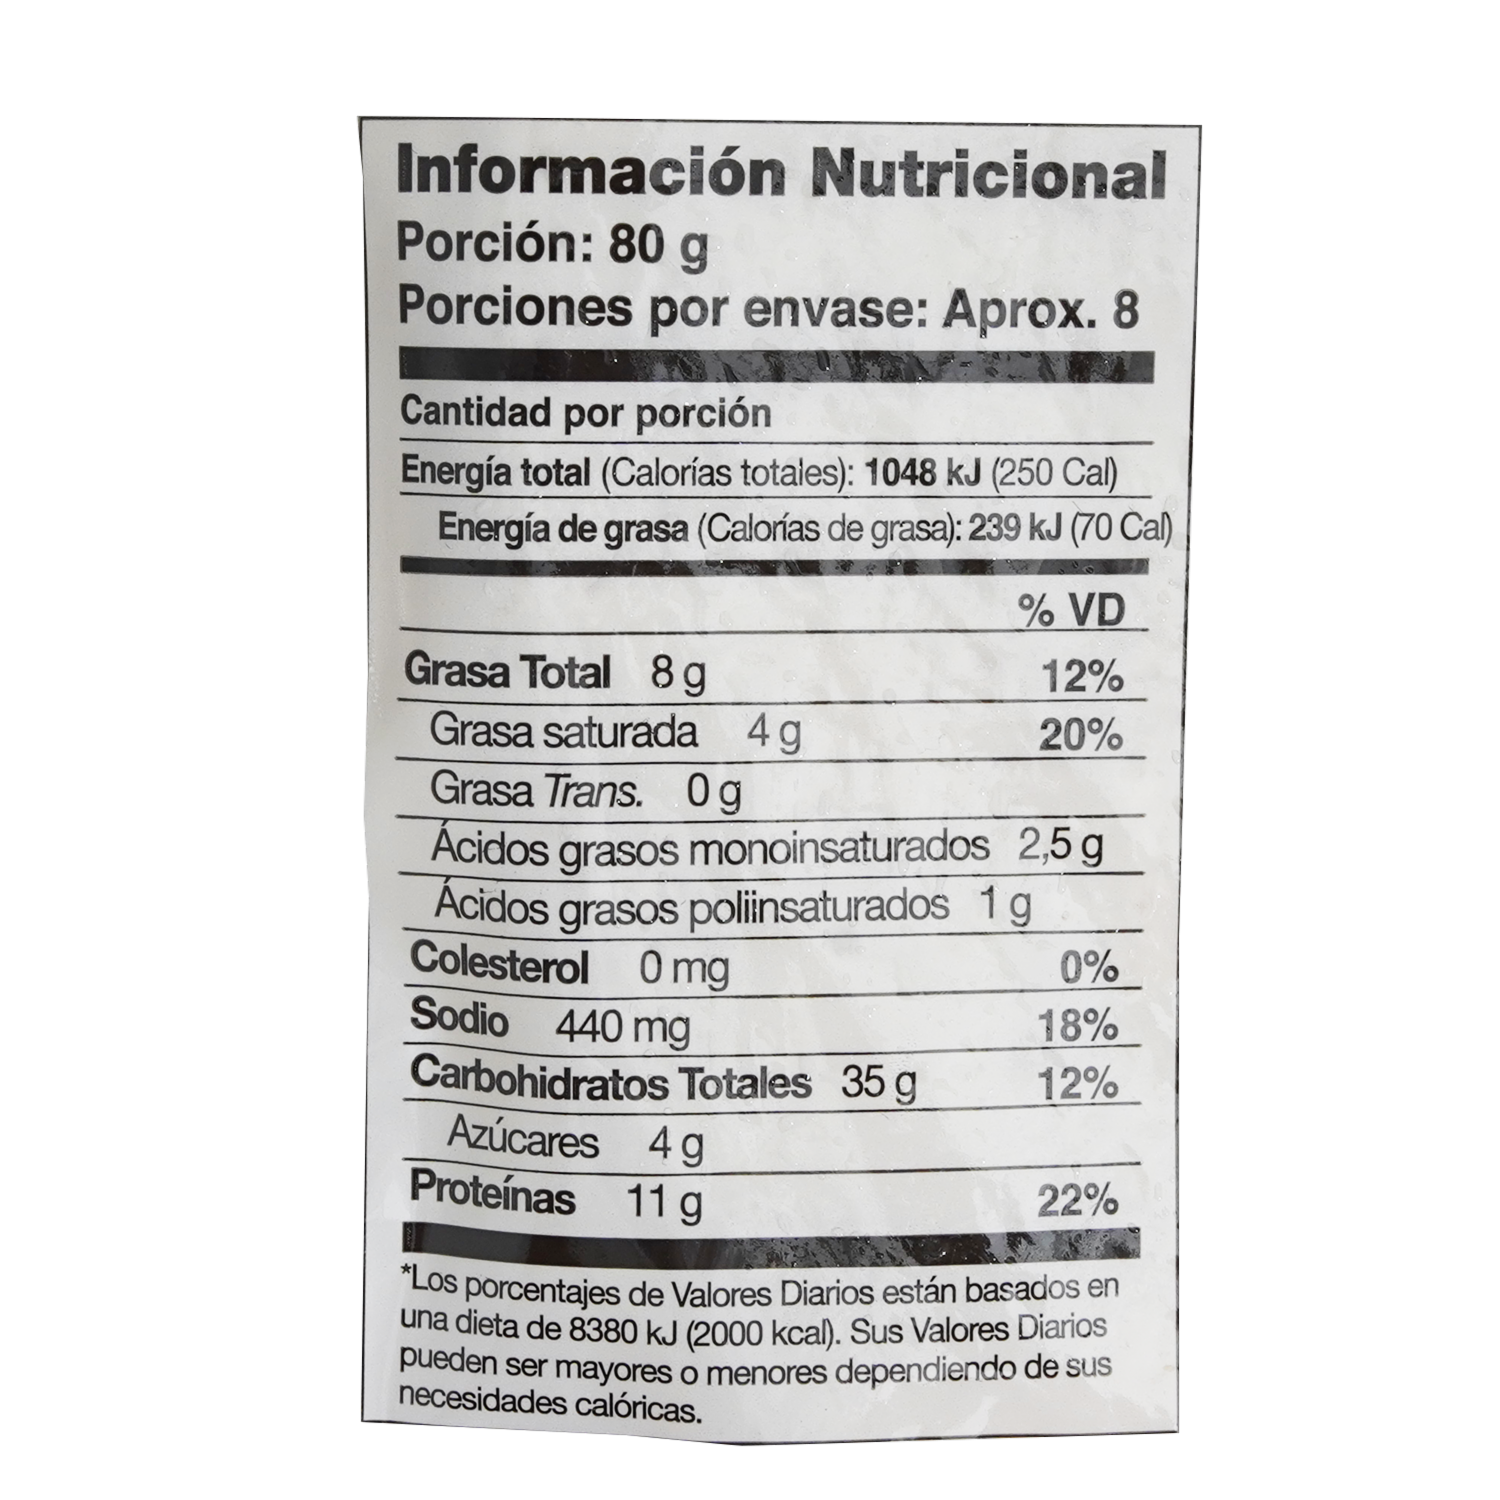 Información Nutricional
Porción: 80 g
Porciones por envase: Aprox. 8
Cantidad por porción
Energía total (Calorías totales): 1048 kJ (250 Cal)
Energía de grasa (Calorías de grasa): 239 kJ (70 Cal)
% VD
Grasa Total 8 g 12%
Grasa saturada 4 g 20%
Grasa Trans. 0 g
Ácidos grasos monoinsaturados 2,5 g
Ácidos grasos poliinsaturados 1 g
Colesterol 0 mg 0%
Sodio 440 mg 18%
Carbohidratos Totales 35 g 12%
Azúcares 4 g
Proteínas 11 g 22%
*Los porcentajes de Valores Diarios están basados en
una dieta de 8380 kJ (2000 kcal). Sus Valores Diarios
pueden ser mayores o menores dependiendo de sus
necesidades calóricas.